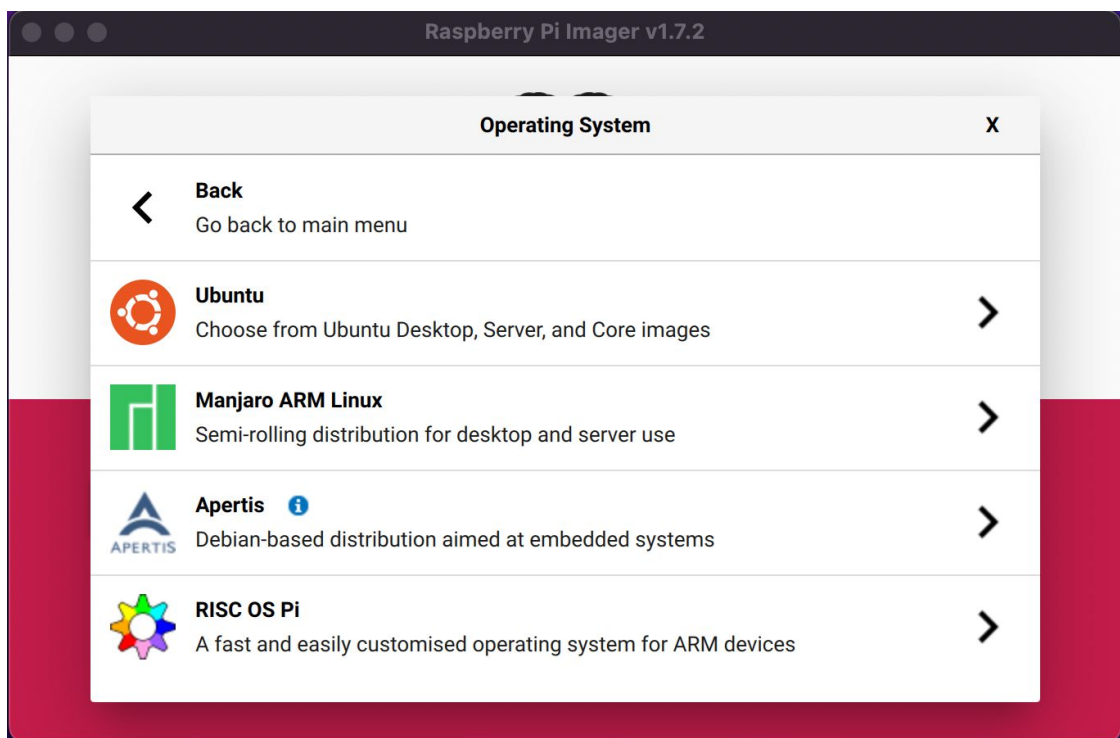 Raspberry Pi Imager v1.7.2
Operating System X
Back
Go back to main menu
Ubuntu
Choose from Ubuntu Desktop, Server, and Core images
Manjaro ARM Linux
Semi-rolling distribution for desktop and server use
Apertis
APERTIS
Debian-based distribution aimed at embedded systems
RISC OS Pi
A fast and easily customised operating system for ARM devices